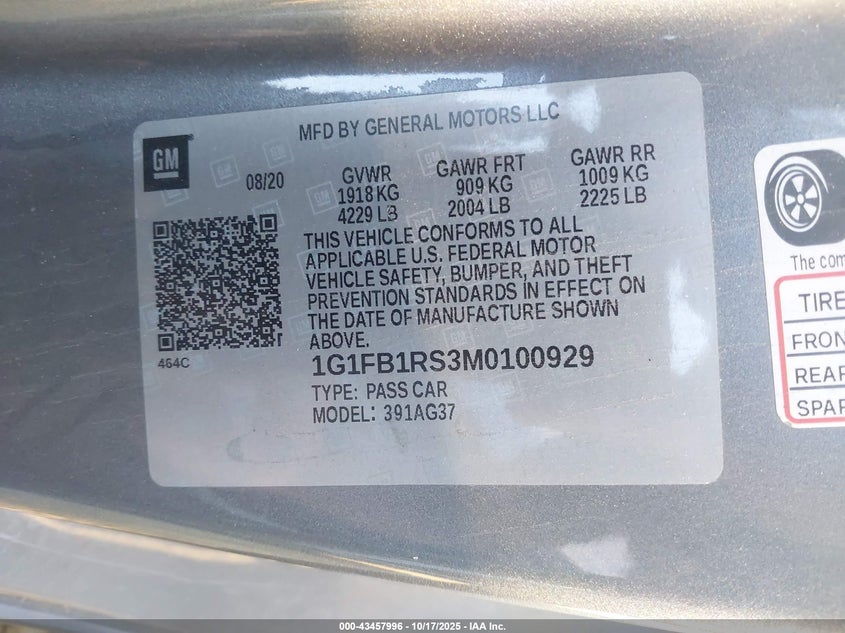 MFD BY GENERAL MOTORS LLC
GM
08/20
GVWR
1918 KG
4229 LB
GAWR FRT
909 KG
2004 LB
GAWR RR
1009 KG
2225 LB
THIS VEHICLE CONFORMS TO ALL
APPLICABLE U.S. FEDERAL MOTOR
VEHICLE SAFETY, BUMPER, AND THEFT
PREVENTION STANDARDS IN EFFECT ON
THE DATE OF MANUFACTURE SHOWN
ABOVE.
464C
1G1FB1RS3M0100929
TYPE: PASS CAR
MODEL: 391AG37
The com
TIRE
FRON
REAR
SPAR
000-43457996 - 10/17/2025 - IAA Inc.